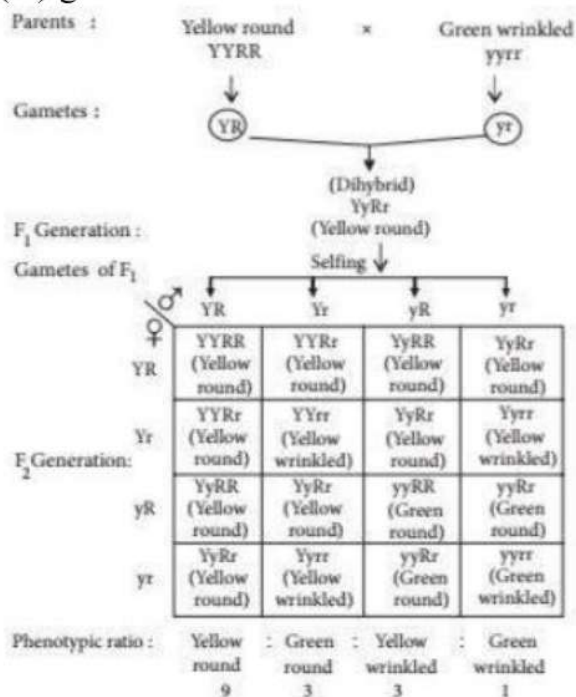 Parents : Yellow round × Green wrinkled
YYRR yyrr
Gametes : YR yr
(Dihybrid)
YyRr
F1 Generation : (Yellow round)
Gametes of F1 Selfing
♂ YR Yr yR yr
♀
YYRR YYRr YyRR YyRr
YR (Yellow (Yellow (Yellow (Yellow
round) round) round) round)
YYRr YYrr YyRr Yyrr
Yr (Yellow (Yellow (Yellow (Yellow
F2 Generation: round) wrinkled) round) wrinkled)
YyRR YyRr yyRR yyRr
yR (Yellow (Yellow (Green (Green
round) round) round) round)
YyRr Yyrr yyRr yyrr
yr (Yellow (Yellow (Green (Green
round) wrinkled) round) wrinkled)
Phenotypic ratio : Yellow : Green : Yellow : Green
round round wrinkled wrinkled
9 3 3 1